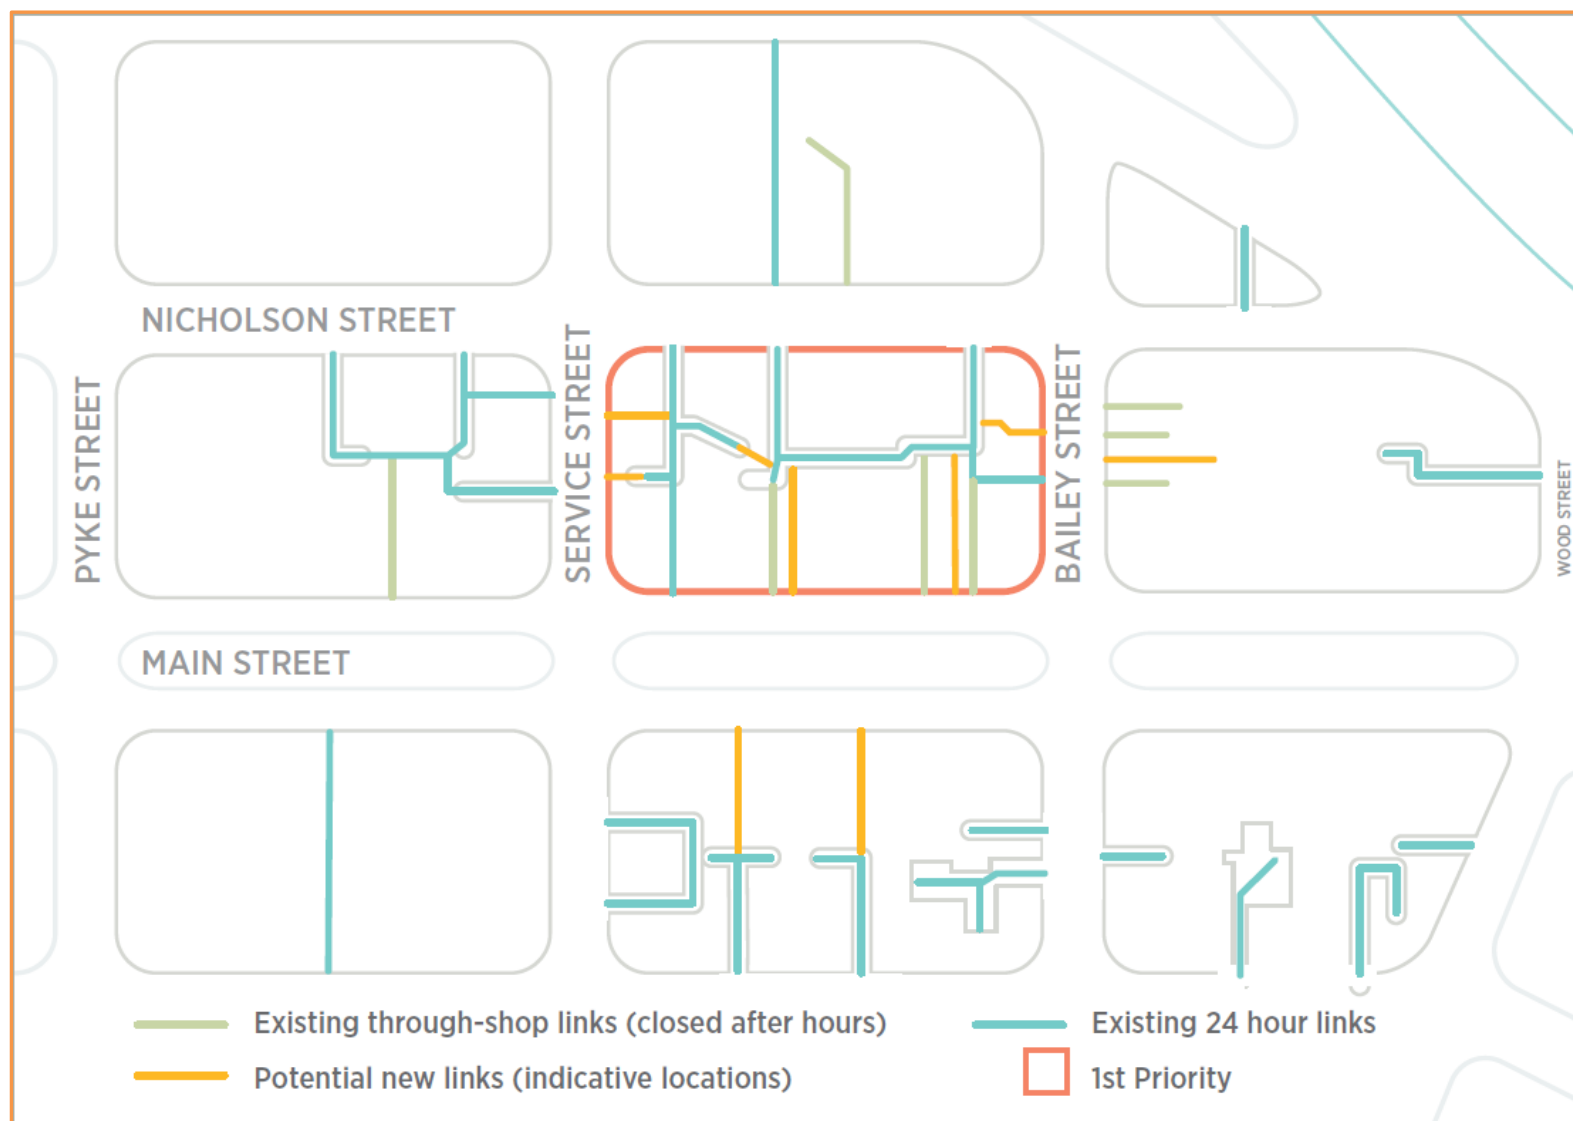 NICHOLSON STREET
PYKE STREET
SERVICE STREET
BAILEY STREET
WOOD STREET
MAIN STREET
Existing through-shop links (closed after hours)
Existing 24 hour links
Potential new links (indicative locations)
1st Priority